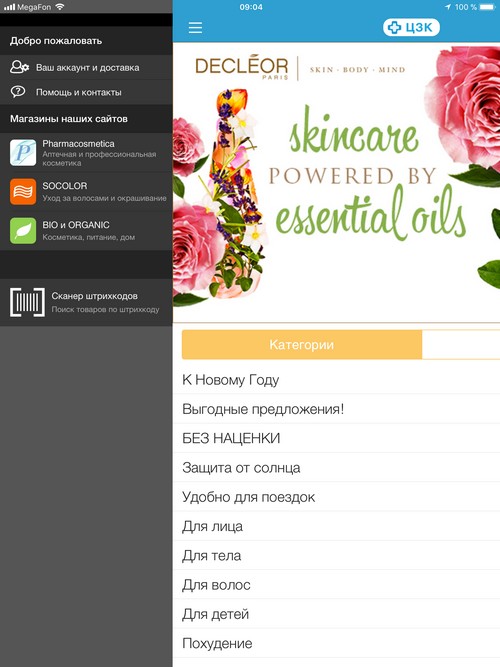 MegaFon
09:04
100 %
Добро пожаловать
Ваш аккаунт и доставка
Помощь и контакты
Магазины наших сайтов
Pharmacosmetica
Аптечная и профессиональная
косметика
SOCOLOR
Уход за волосами и окрашивание
BIO и ORGANIC
Косметика, питание, дом
Сканер штрихкодов
Поиск товаров по штрихкоду
ЦЗК
DECLÉOR
PARIS
SKIN · BODY · MIND
skincare
POWERED BY
essential oils
Категории
К Новому Году
Выгодные предложения!
БЕЗ НАЦЕНКИ
Защита от солнца
Удобно для поездок
Для лица
Для тела
Для волос
Для детей
Похудение